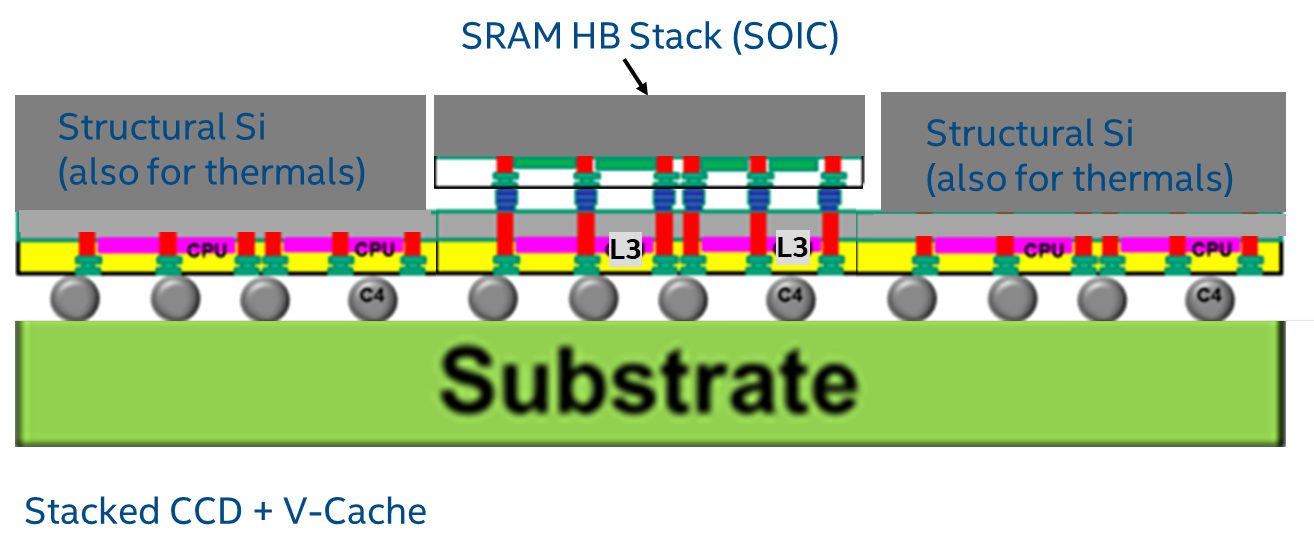 SRAM HB Stack (SOIC)
Structural Si
(also for thermals)
Structural Si
(also for thermals)
CPU
CPU
L3
L3
CPU
CPU
C4
C4
C4
Substrate
Stacked CCD + V-Cache